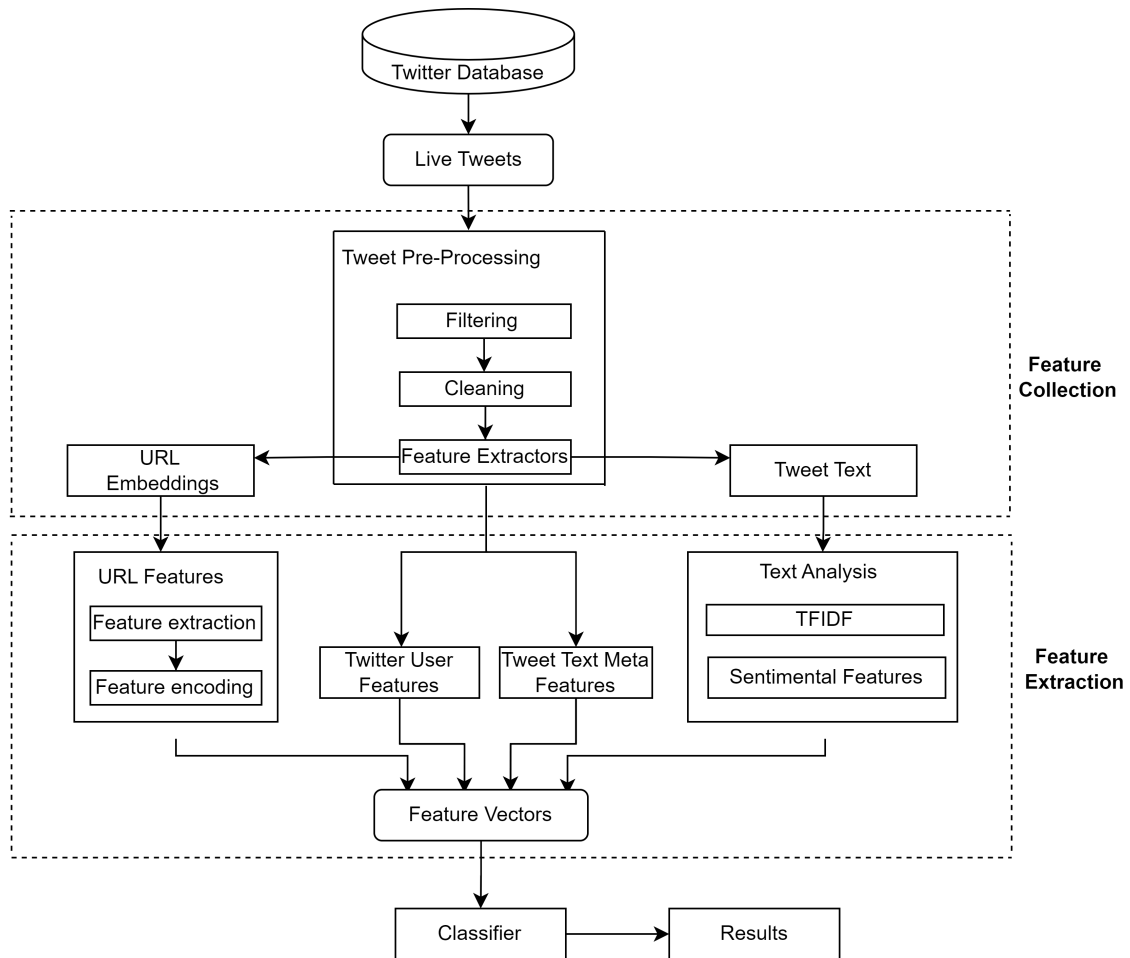 Twitter Database
Live Tweets
Tweet Pre-Processing
Filtering
Cleaning
Feature Extractors
URL
Embeddings
Tweet Text
Feature
Collection
URL Features
Feature extraction
Feature encoding
Twitter User
Features
Tweet Text Meta
Features
Text Analysis
TFIDF
Sentimental Features
Feature
Extraction
Feature Vectors
Classifier
Results